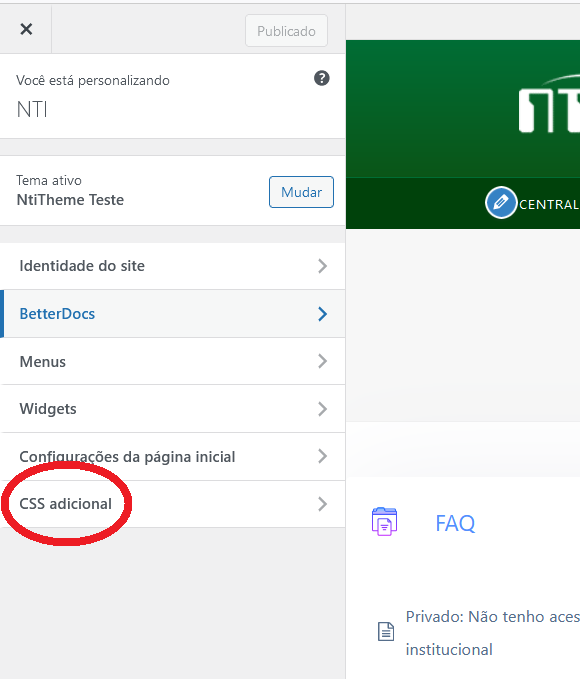 Publicado
Você está personalizando
NTI
Tema ativo
NtiTheme Teste
Mudar
Identidade do site
BetterDocs
Menus
Widgets
Configurações da página inicial
CSS adicional
CENTRAL
FAQ
Privado: Não tenho aces
institucional